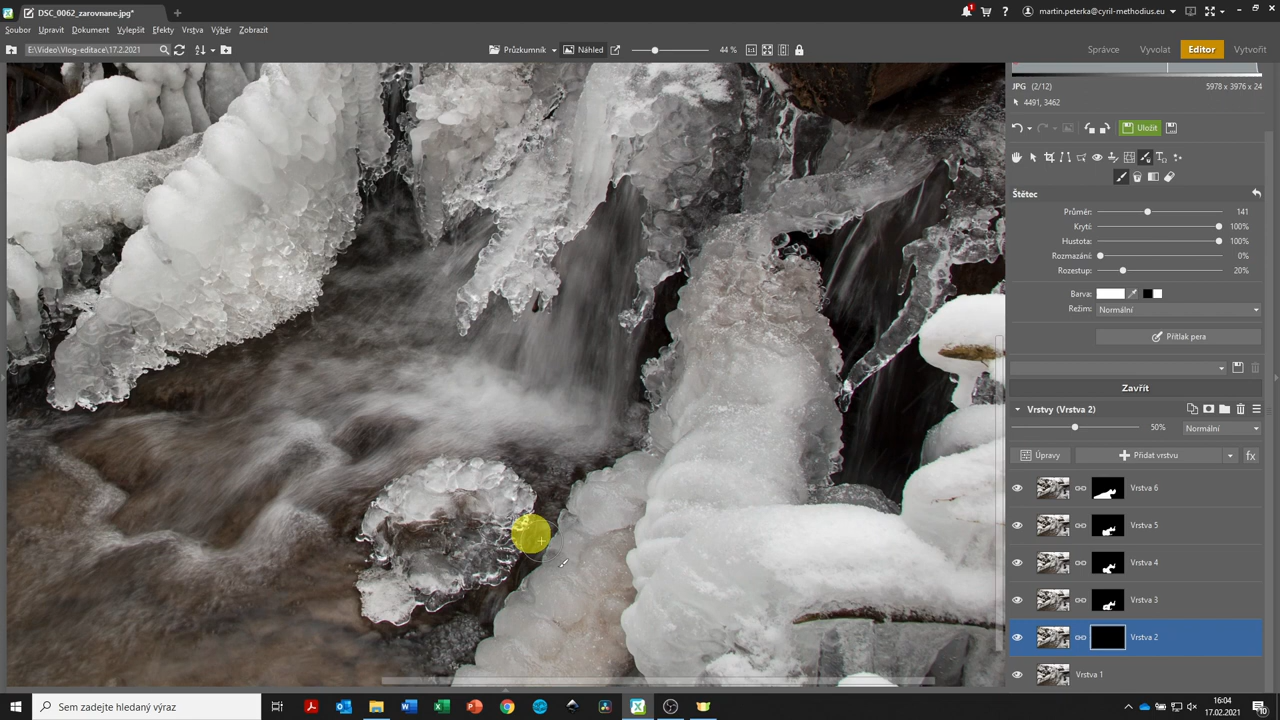 DSC_0062_zarovnane.jpg*
martin.peterka@cyril-methodius.eu
Soubor Upravit Dokument Vylepšit Efekty Vrstva Výběr Zobrazit
E:\Video\Vlog-editace\17.2.2021
Průzkumník Náhled 44 %
Správce Vyvolat Editor Vytvořit
JPG (2/12) 5978 x 3976 x 24
4491, 3462
Uložit
Štětec
Průměr: 141
Krytí: 100%
Hustota: 100%
Rozmazání: 0%
Rozestup: 20%
Barva:
Režim: Normální
Přítlak pera
Zavřít
Vrstvy (Vrstva 2)
50% Normální
Úpravy Přidat vrstvu fx
Vrstva 6
Vrstva 5
Vrstva 4
Vrstva 3
Vrstva 2
Vrstva 1
Sem zadejte hledaný výraz
16:04
17.02.2021